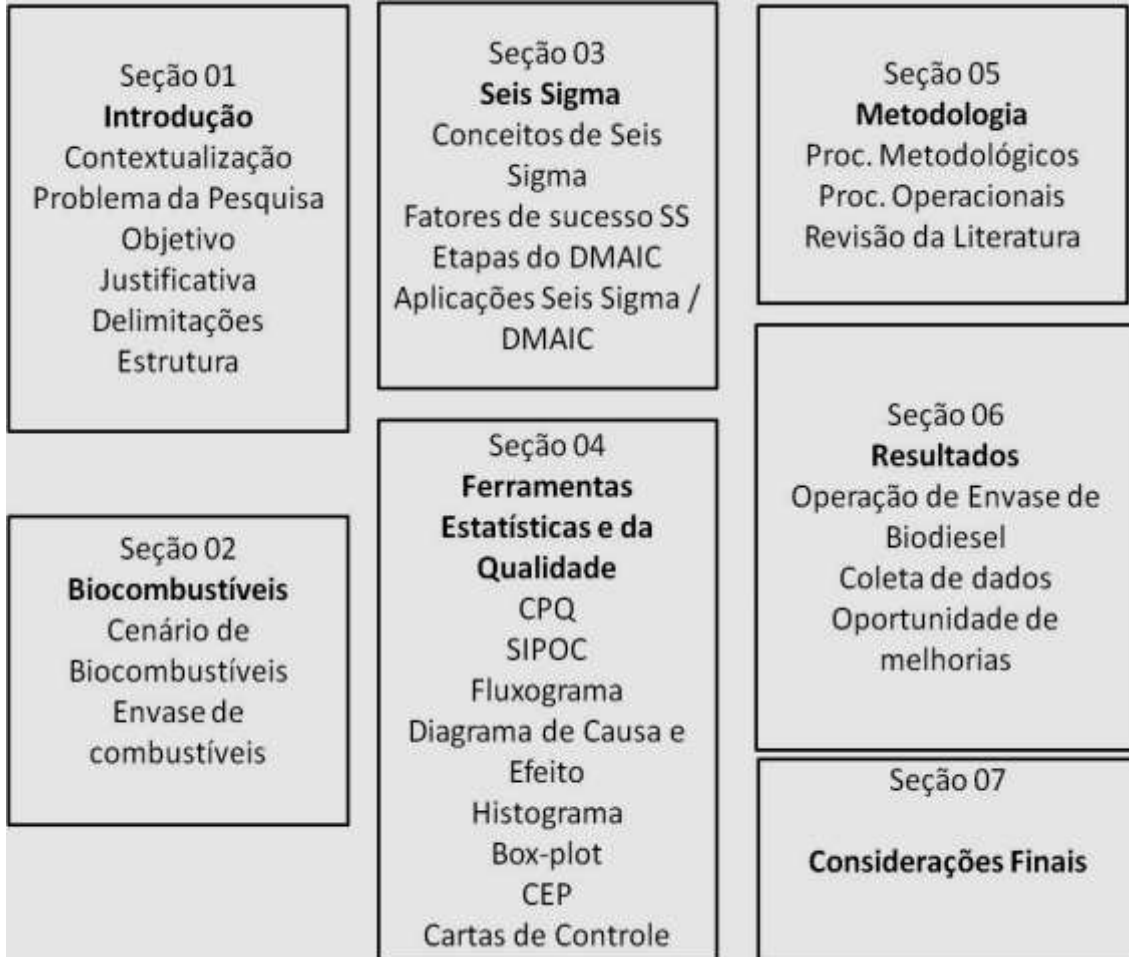 Seção 01
Introdução
Contextualização
Problema da Pesquisa
Objetivo
Justificativa
Delimitações
Estrutura
Seção 02
Biocombustíveis
Cenário de
Biocombustíveis
Envase de
combustíveis
Seção 03
Seis Sigma
Conceitos de Seis
Sigma
Fatores de sucesso SS
Etapas do DMAIC
Aplicações Seis Sigma /
DMAIC
Seção 04
Ferramentas
Estatísticas e da
Qualidade
CPQ
SIPOC
Fluxograma
Diagrama de Causa e
Efeito
Histograma
Box-plot
CEP
Cartas de Controle
Seção 05
Metodologia
Proc. Metodológicos
Proc. Operacionais
Revisão da Literatura
Seção 06
Resultados
Operação de Envase de
Biodiesel
Coleta de dados
Oportunidade de
melhorias
Seção 07
Considerações Finais